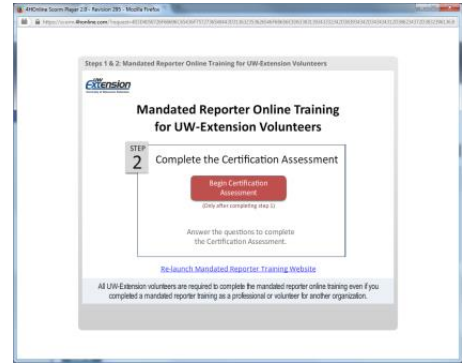 4HOnline Scorm Player 2.0 - Revision 285 - Mozilla Firefox
Steps 1 & 2: Mandated Reporter Online Training for UW-Extension Volunteers
UW
Extension
Mandated Reporter Online Training
for UW-Extension Volunteers
STEP
2
Complete the Certification Assessment
Begin Certification
Assessment
(Only after completing step 1)
Answer the questions to complete
the Certification Assessment.
Re-launch Mandated Reporter Training Website
All UW-Extension volunteers are required to complete the mandated reporter online training even if you
completed a mandated reporter training as a professional or volunteer for another organization.